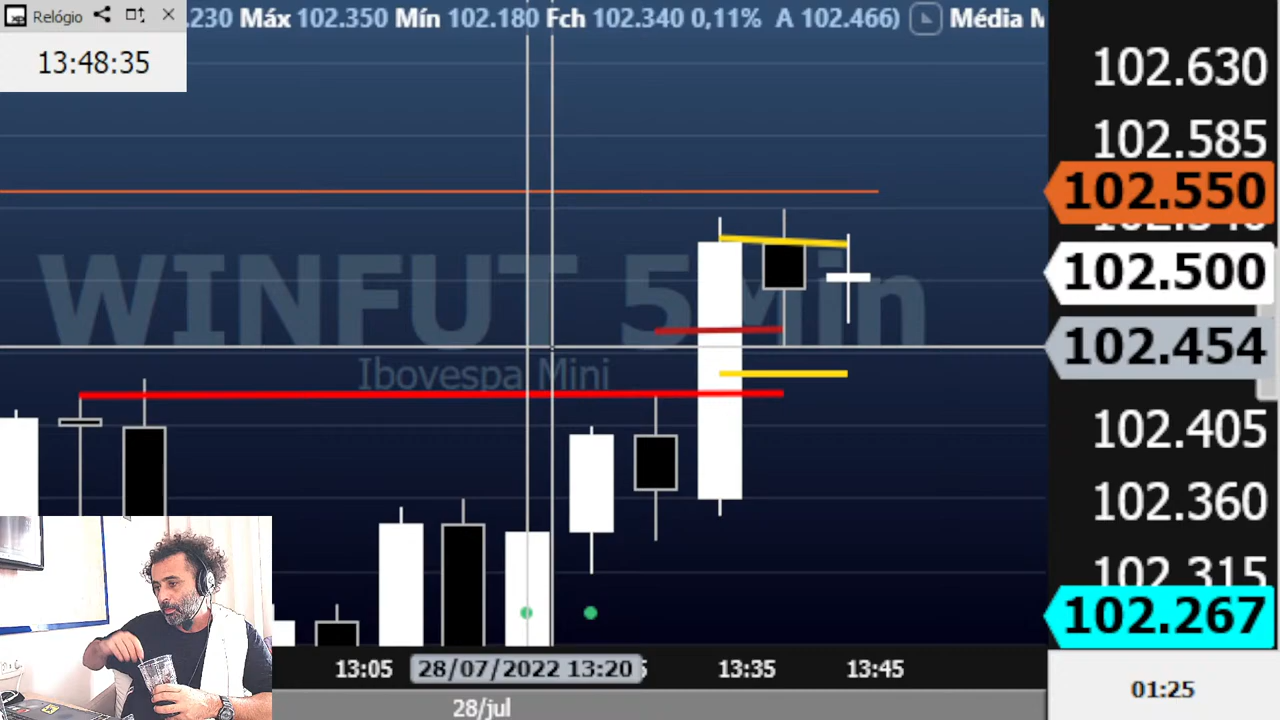 Relógio
.230 Máx 102.350 Mín 102.180 Fch 102.340 0,11% A 102.466) Média M
13:48:35
102.630
102.585
102.550
102.500
102.454
102.405
102.360
102.315
102.267
WINFUT 5Min
Ibovespa Mini
13:05 28/07/2022 13:20 13:35 13:45
28/jul
01:25